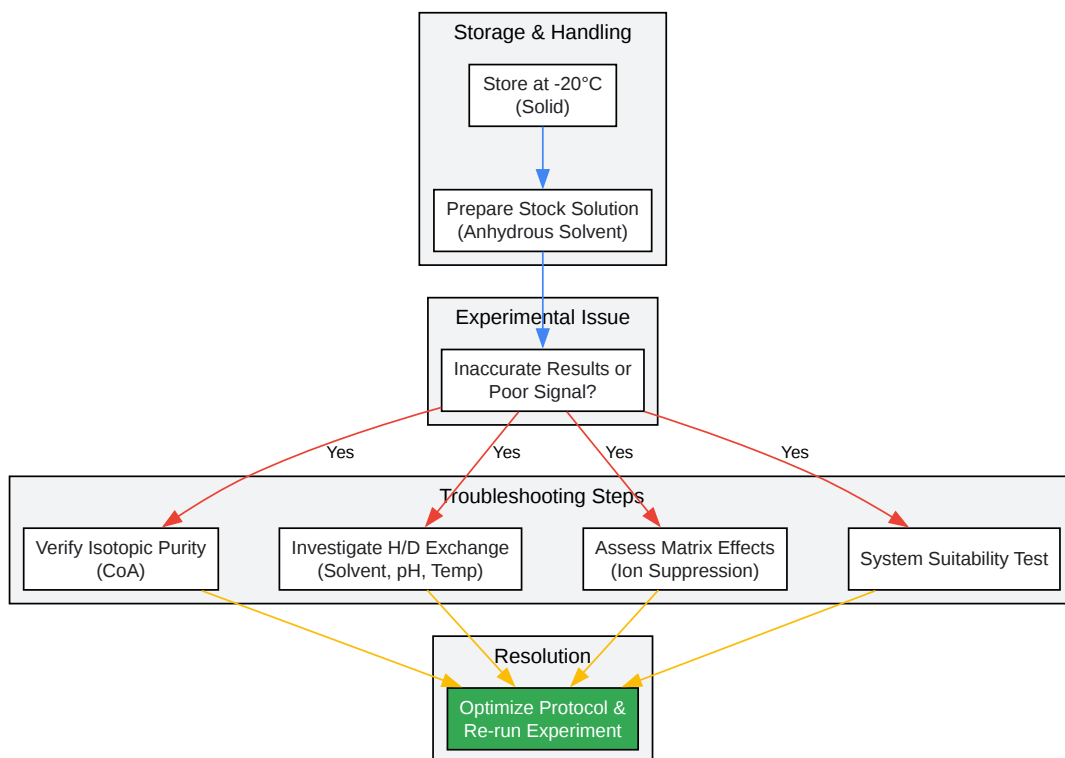 Storage & Handling
Store at -20°C
(Solid)
Prepare Stock Solution
(Anhydrous Solvent)
Experimental Issue
Inaccurate Results or
Poor Signal?
Yes
Yes
Yes
Yes
Troubleshooting Steps
Verify Isotopic Purity
(CoA)
Investigate H/D Exchange
(Solvent, pH, Temp)
Assess Matrix Effects
(Ion Suppression)
System Suitability Test
Resolution
Optimize Protocol &
Re-run Experiment